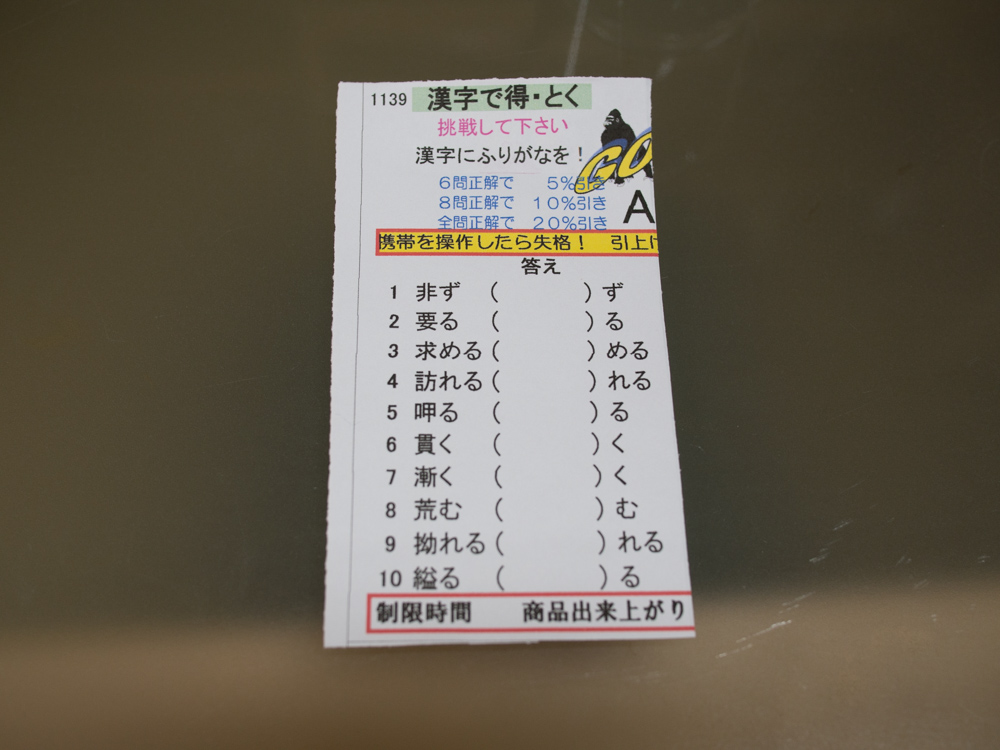 1139 漢字で得・とく
挑戦して下さい
漢字にふりがなを！
GO
6問正解で 5%引き
8問正解で 10%引き
A
全問正解で 20%引き
携帯を操作したら失格！ 引上げ
答え
1 非ず ( ) ず
2 要る ( ) る
3 求める ( ) める
4 訪れる ( ) れる
5 呷る ( ) る
6 貫く ( ) く
7 漸く ( ) く
8 荒む ( ) む
9 拗れる ( ) れる
10 縊る ( ) る
制限時間 商品出来上がり